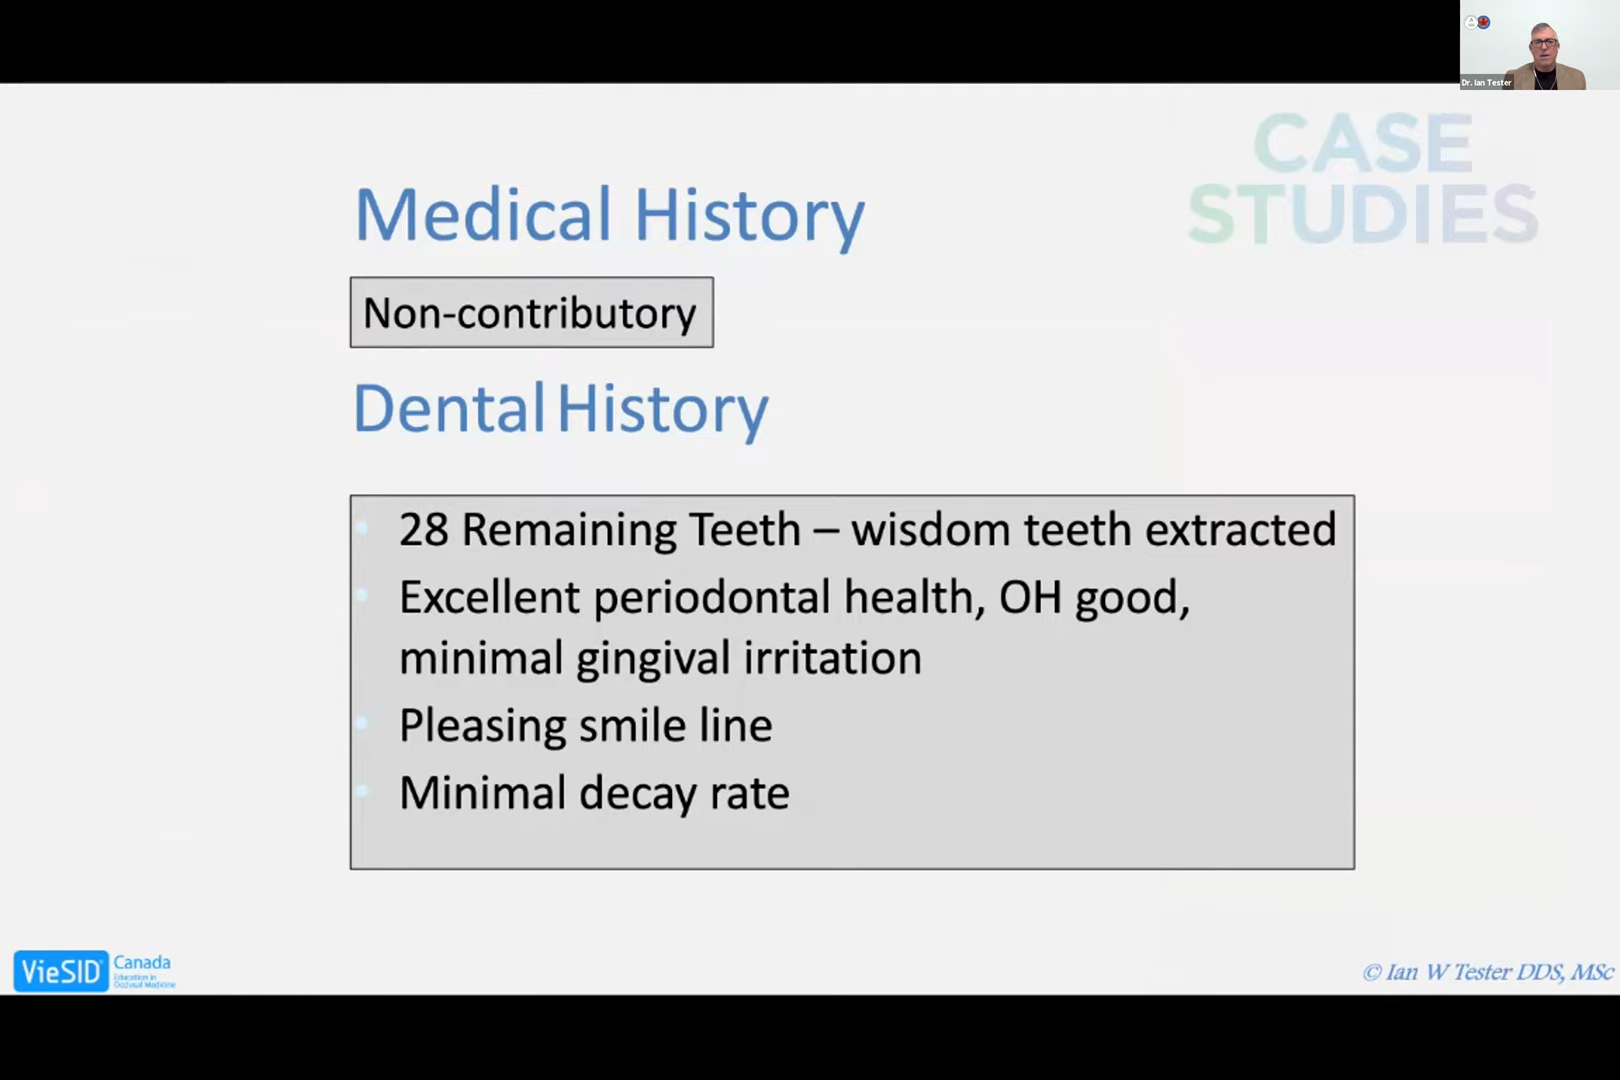 Dr. Ian Tester
CASE
STUDIES
Medical History
Non-contributory
Dental History
• 28 Remaining Teeth – wisdom teeth extracted
• Excellent periodontal health, OH good,
minimal gingival irritation
• Pleasing smile line
• Minimal decay rate
VieSID® Canada
Education in
Occlusal Medicine
© Ian W Tester DDS, MSc